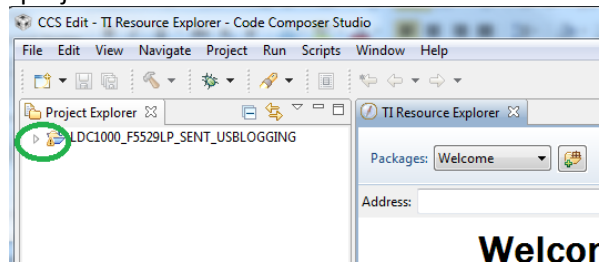 CCS Edit - TI Resource Explorer - Code Composer Studio
File Edit View Navigate Project Run Scripts Window Help
Project Explorer TI Resource Explorer
LDC1000_F5529LP_SENT_USBLOGGING
Packages: Welcome
Address:
Welcor